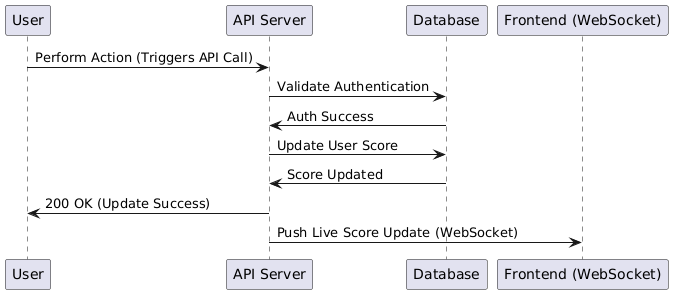 User API Server Database Frontend (WebSocket)
Perform Action (Triggers API Call)
Validate Authentication
Auth Success
Update User Score
Score Updated
200 OK (Update Success)
Push Live Score Update (WebSocket)
User API Server Database Frontend (WebSocket)